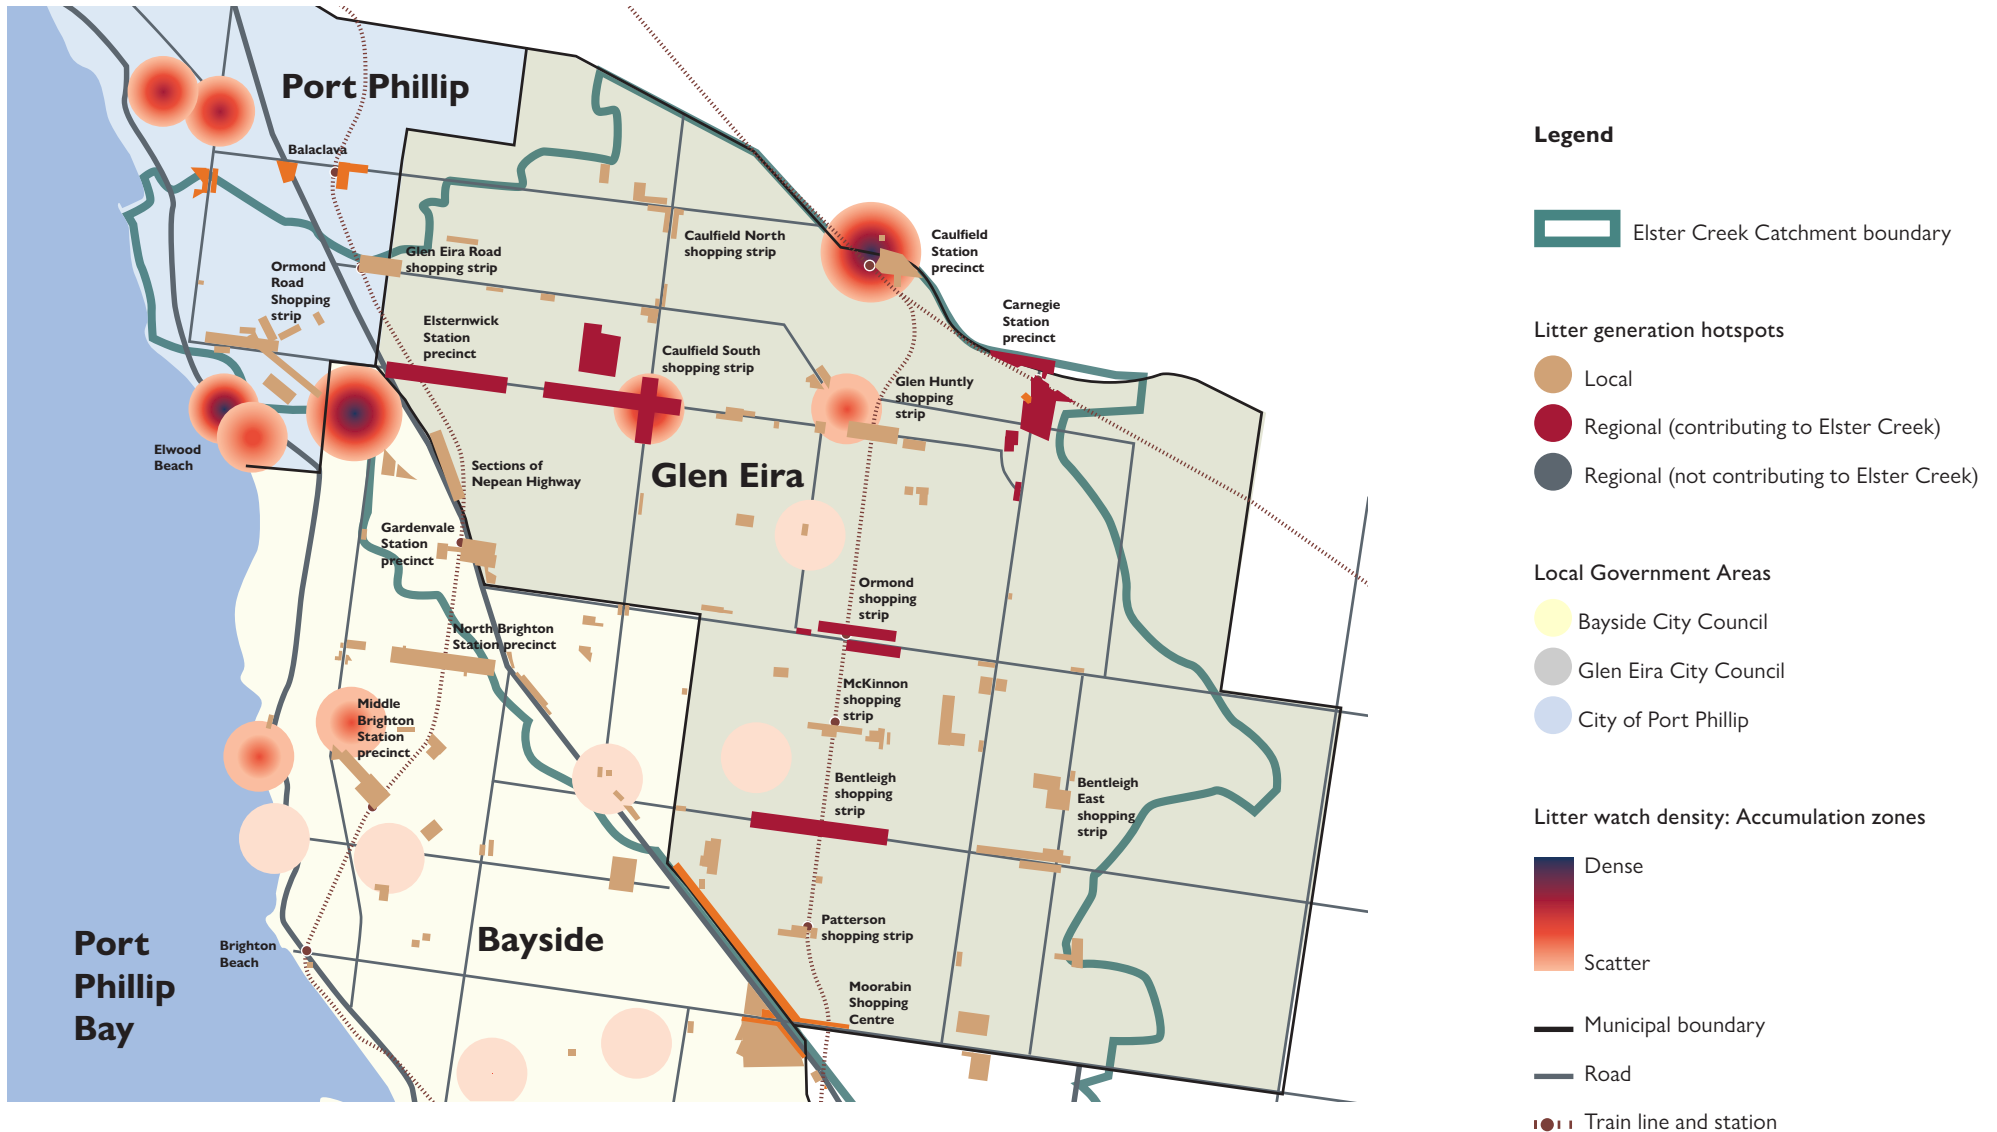 Port Phillip
Balaclava
Caulfield North
shopping strip
Caulfield
Station
precinct
Glen Eira Road
shopping strip
Ormond
Road
Shopping
strip
Elsternwick
Station
precinct
Carnegie
Station
precinct
Caulfield South
shopping strip
Glen Huntly
shopping
strip
Elwood
Beach
Sections of
Nepean Highway
Glen Eira
Gardenvale
Station
precinct
Ormond
shopping
strip
North Brighton
Station precinct
McKinnon
shopping
strip
Middle
Brighton
Station
precinct
Bentleigh
shopping
strip
Bentleigh
East
shopping
strip
Port
Phillip
Bay
Brighton
Beach
Bayside
Patterson
shopping strip
Moorabin
Shopping
Centre
Legend
Elster Creek Catchment boundary
Litter generation hotspots
Local
Regional (contributing to Elster Creek)
Regional (not contributing to Elster Creek)
Local Government Areas
Bayside City Council
Glen Eira City Council
City of Port Phillip
Litter watch density: Accumulation zones
Dense
Scatter
Municipal boundary
Road
Train line and station